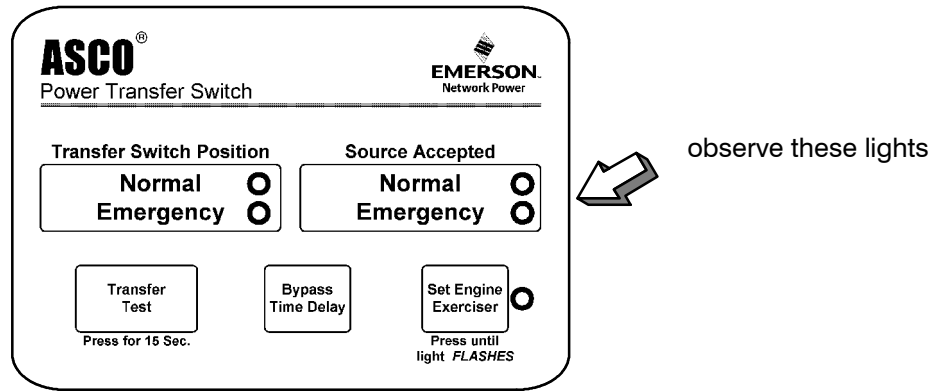 ASCO®
Power Transfer Switch
EMERSON.
Network Power
observe these lights
Transfer Switch Position
Normal
Emergency
Source Accepted
Normal
Emergency
Transfer
Test
Press for 15 Sec.
Bypass
Time Delay
Set Engine
Exerciser
Press until
light FLASHES